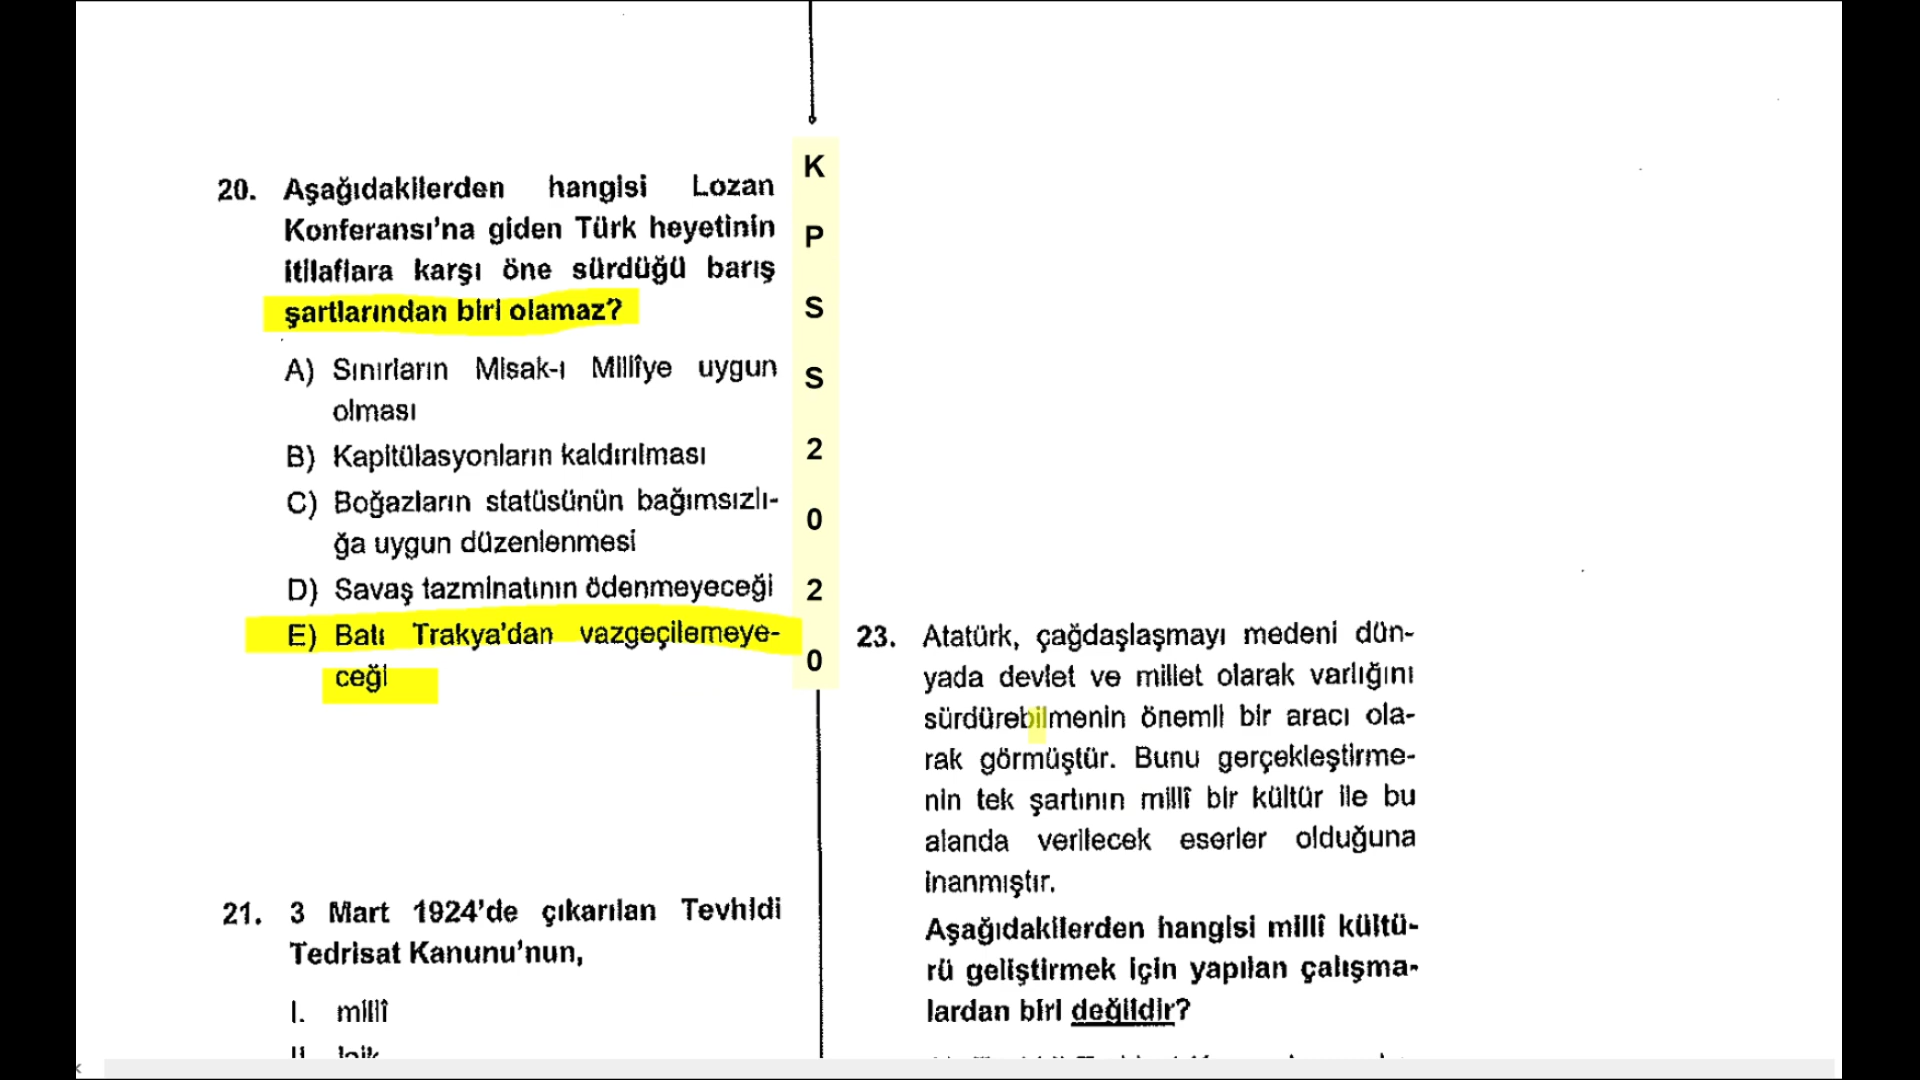 20. Aşağıdakilerden hangisi Lozan
Konferansı'na giden Türk heyetinin
itilaflara karşı öne sürdüğü barış
şartlarından biri olamaz?
A) Sınırların Misak-ı Millîye uygun
olması
B) Kapitülasyonların kaldırılması
C) Boğazların statüsünün bağımsızlı-
ğa uygun düzenlenmesi
D) Savaş tazminatının ödenmeyeceği
E) Batı Trakya'dan vazgeçilemeye-
ceği
21. 3 Mart 1924'de çıkarılan Tevhidi
Tedrisat Kanunu'nun,
I. millî
II. laik
K
P
S
S
2
0
2
0
23. Atatürk, çağdaşlaşmayı medeni dün-
yada devlet ve millet olarak varlığını
sürdürebilmenin önemli bir aracı ola-
rak görmüştür. Bunu gerçekleştirme-
nin tek şartının millî bir kültür ile bu
alanda verilecek eserler olduğuna
inanmıştır.
Aşağıdakilerden hangisi millî kültü-
rü geliştirmek için yapılan çalışma-
lardan biri değildir?